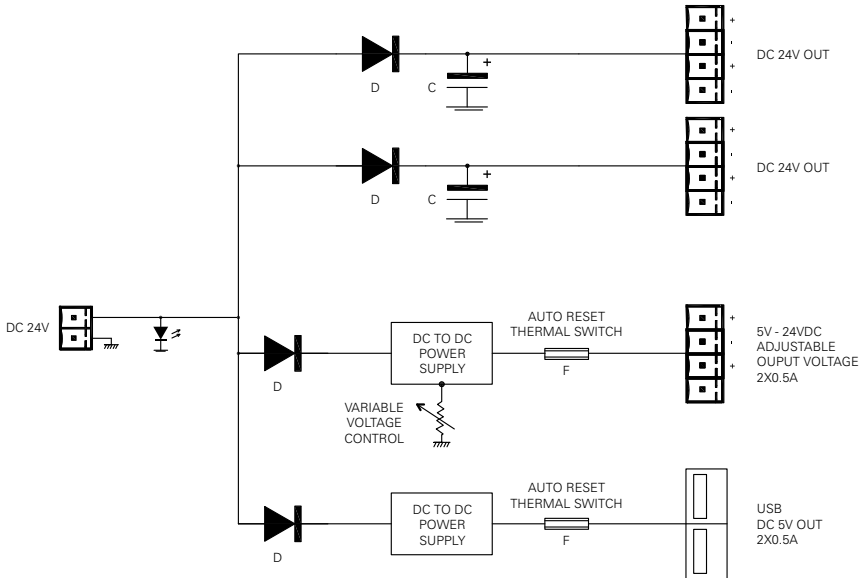 +
-
+
-
DC 24V OUT
D
C
+
+
-
+
-
DC 24V OUT
D
C
+
DC 24V
D
DC TO DC
POWER
SUPPLY
AUTO RESET
THERMAL SWITCH
F
+
-
+
5V - 24VDC
ADJUSTABLE
OUPUT VOLTAGE
2X0.5A
VARIABLE
VOLTAGE
CONTROL
D
DC TO DC
POWER
SUPPLY
AUTO RESET
THERMAL SWITCH
F
USB
DC 5V OUT
2X0.5A